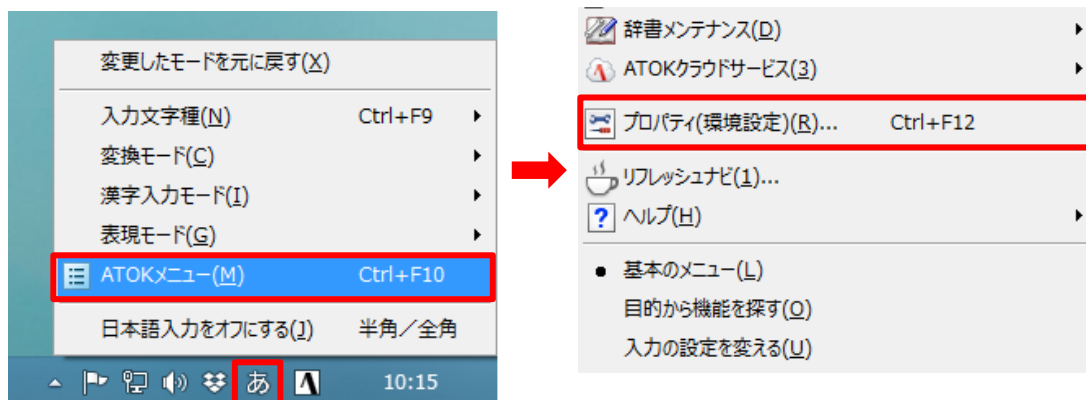 変更したモードを元に戻す(X)
入力文字種(N) Ctrl+F9
変換モード(C)
漢字入力モード(I)
表現モード(G)
ATOKメニュー(M) Ctrl+F10
日本語入力をオフにする(J) 半角/全角
あ 10:15
辞書メンテナンス(D)
ATOKクラウドサービス(3)
プロパティ(環境設定)(R)... Ctrl+F12
リフレッシュナビ(1)...
ヘルプ(H)
基本のメニュー(L)
目的から機能を探す(O)
入力の設定を変える(U)